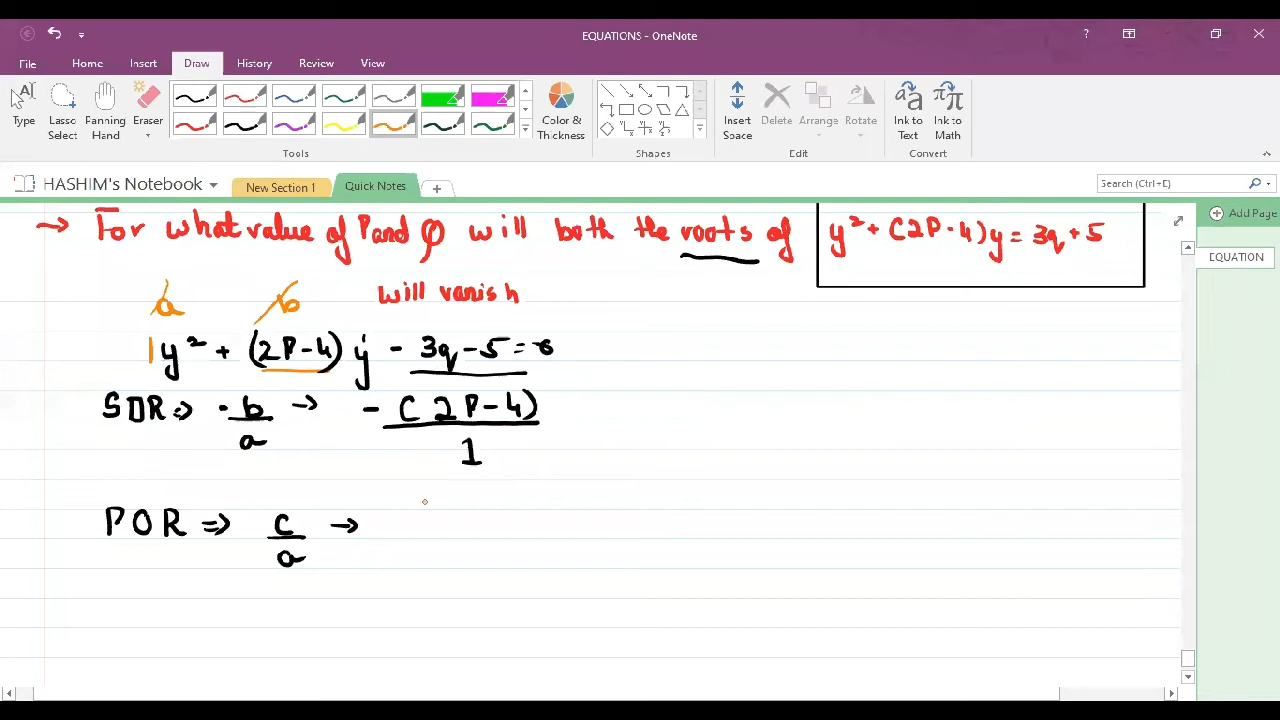 EQUATIONS - OneNote
?
File Home Insert Draw History Review View
Type
Lasso Select
Panning Hand
Eraser
Color & Thickness
Insert Space
Delete
Arrange
Rotate
Ink to Text
Ink to Math
Tools Shapes Edit Convert
HASHIM's Notebook New Section 1 Quick Notes + Search (Ctrl+E)
Add Page
EQUATION
→ For what value of P and Q will both the roots of y² + (2P-4)y = 3q+5
will vanish
a b
1y² + (2P-4) y - 3q-5=0
SOR ⇒ -b/a → -(2P-4)/1
POR ⇒ c/a →